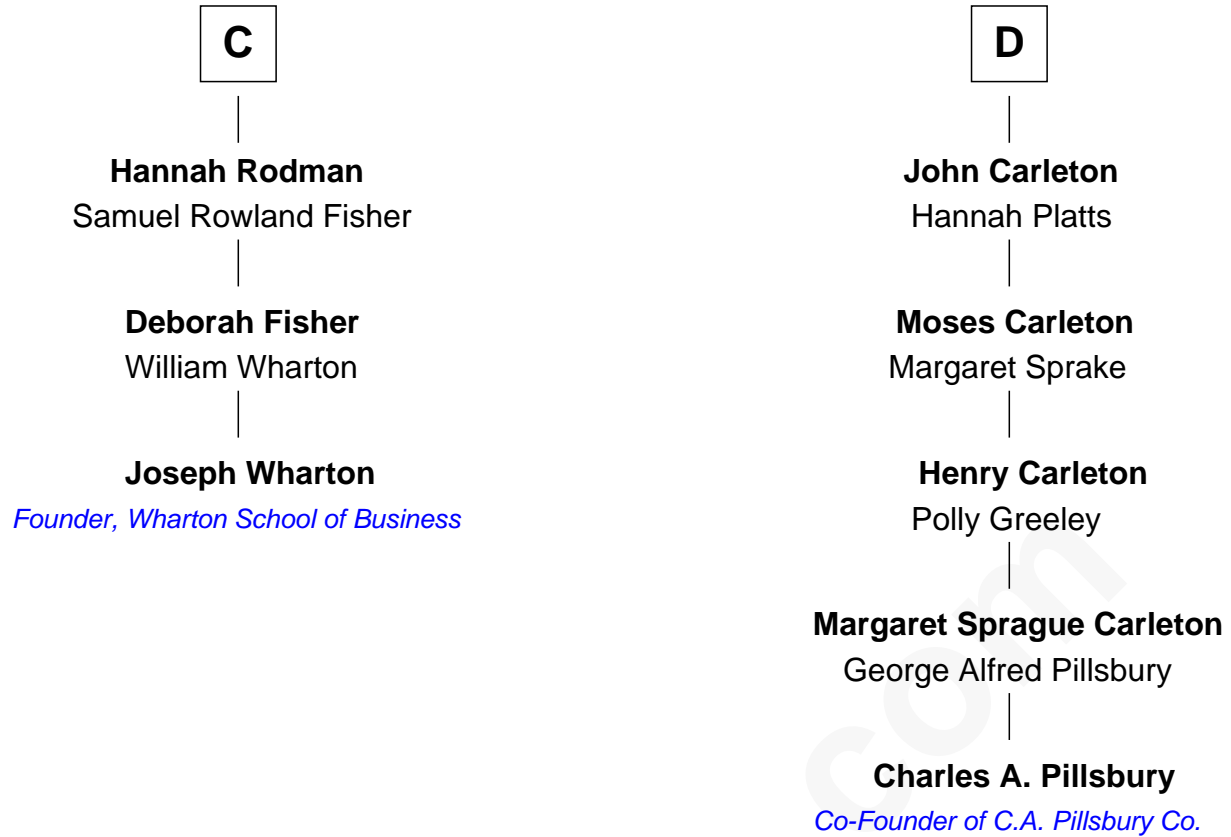 C
Hannah Rodman
Samuel Rowland Fisher
Deborah Fisher
William Wharton
Joseph Wharton
Founder, Wharton School of Business
D
John Carleton
Hannah Platts
Moses Carleton
Margaret Sprake
Henry Carleton
Polly Greeley
Margaret Sprague Carleton
George Alfred Pillsbury
Charles A. Pillsbury
Co-Founder of C.A. Pillsbury Co.
com